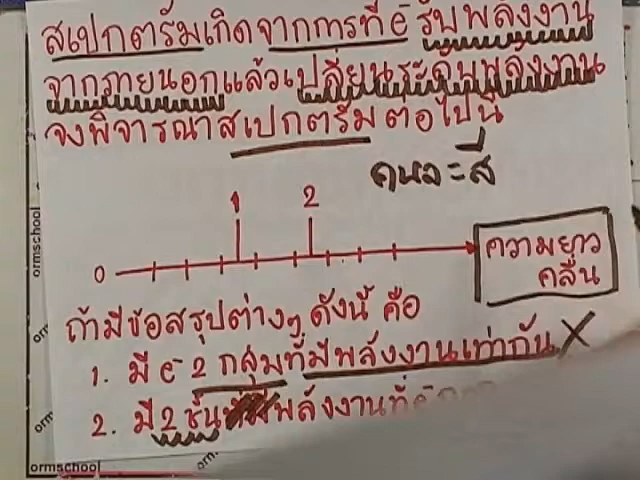 สเปกตรัมเกิดจากการที่ e⁻ รับพลังงาน
จากภายนอกแล้วเปลี่ยนระดับพลังงาน
จงพิจารณาสเปกตรัมต่อไปนี้
คนละสี
1 2
0
ความยาว
คลื่น
ถ้ามีข้อสรุปต่างๆ ดังนี้ คือ
1. มี e⁻ 2 กลุ่มที่มีพลังงานเท่ากัน X
2. มี 2 ชั้น พลังงานที่
ormschool
ormschool